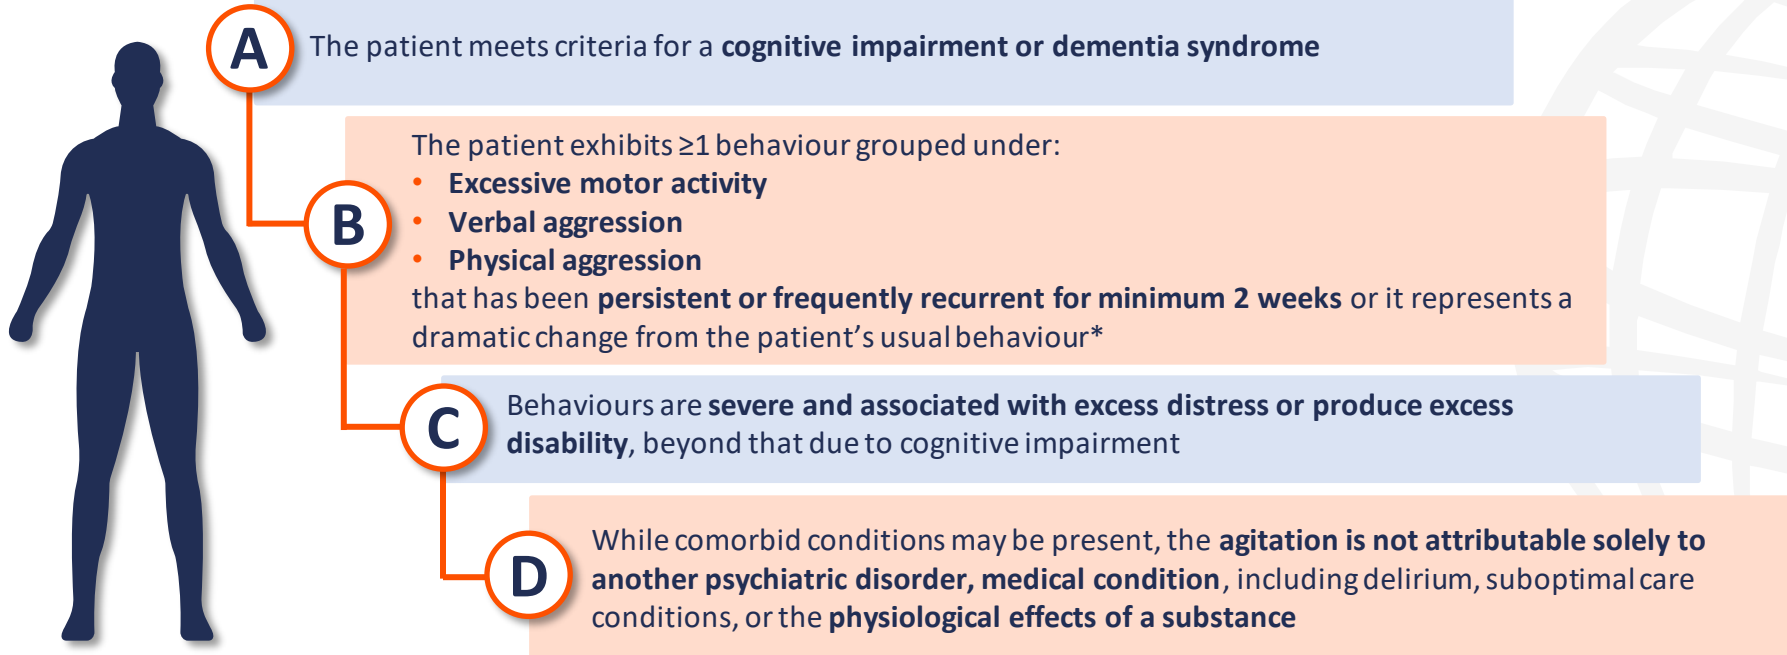 A
The patient meets criteria for a cognitive impairment or dementia syndrome
The patient exhibits ≥1 behaviour grouped under:
• Excessive motor activity
• Verbal aggression
• Physical aggression
B
that has been persistent or frequently recurrent for minimum 2 weeks or it represents a
dramatic change from the patient's usual behaviour*
C
Behaviours are severe and associated with excess distress or produce excess
disability, beyond that due to cognitive impairment
D
While comorbid conditions may be present, the agitation is not attributable solely to
another psychiatric disorder, medical condition, including delirium, suboptimal care
conditions, or the physiological effects of a substance